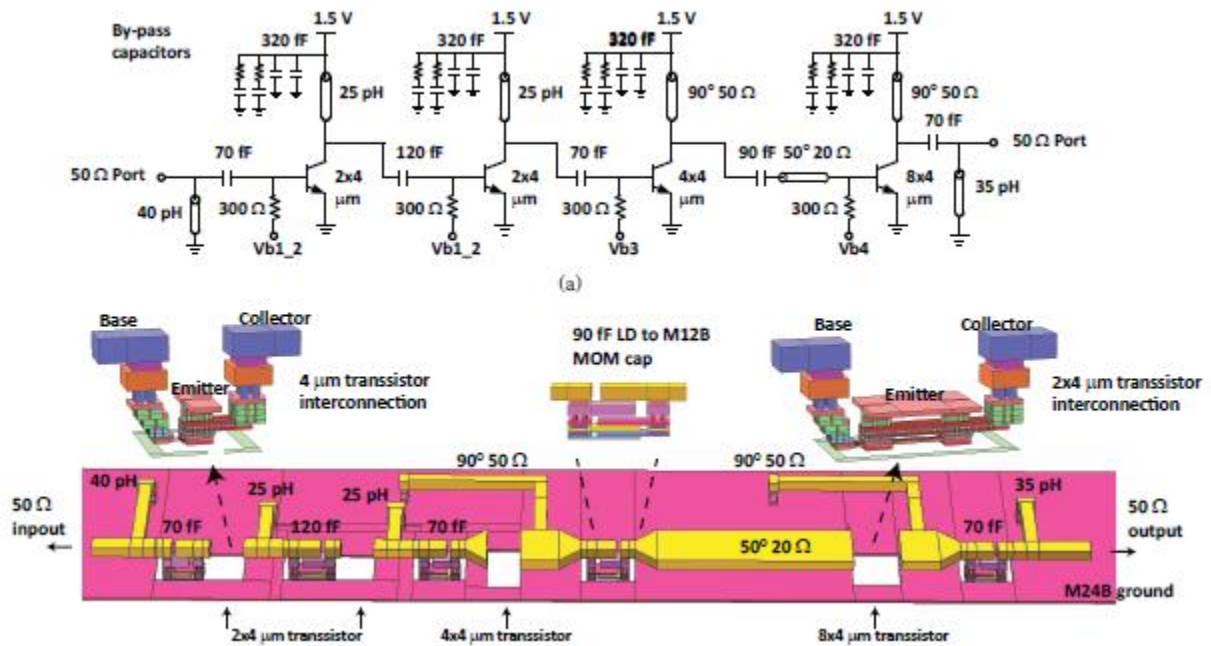 By-pass
capacitors
1.5 V 1.5 V 1.5 V 1.5 V
320 fF 320 fF 320 fF 320 fF
25 pH 25 pH 90° 50 Ω 90° 50 Ω
70 fF
50 Ω Port 70 fF 120 fF 70 fF 90 fF 50° 20 Ω 50 Ω Port
2x4 2x4 4x4 8x4
μm μm μm μm
40 pH 300 Ω 300 Ω 300 Ω 300 Ω 35 pH
Vb1_2 Vb1_2 Vb3 Vb4
(a)
Base Collector 90 fF LD to M12B Base Collector
MOM cap
Emitter 4 μm transsistor Emitter 2x4 μm transsistor
interconnection interconnection
90° 50 Ω 90° 50 Ω
40 pH 25 pH 25 pH 35 pH
50 Ω 50 Ω
inpout 70 fF 120 fF 70 fF 50° 20 Ω 70 fF output
M24B ground
2x4 μm transsistor 4x4 μm transsistor 8x4 μm transsistor